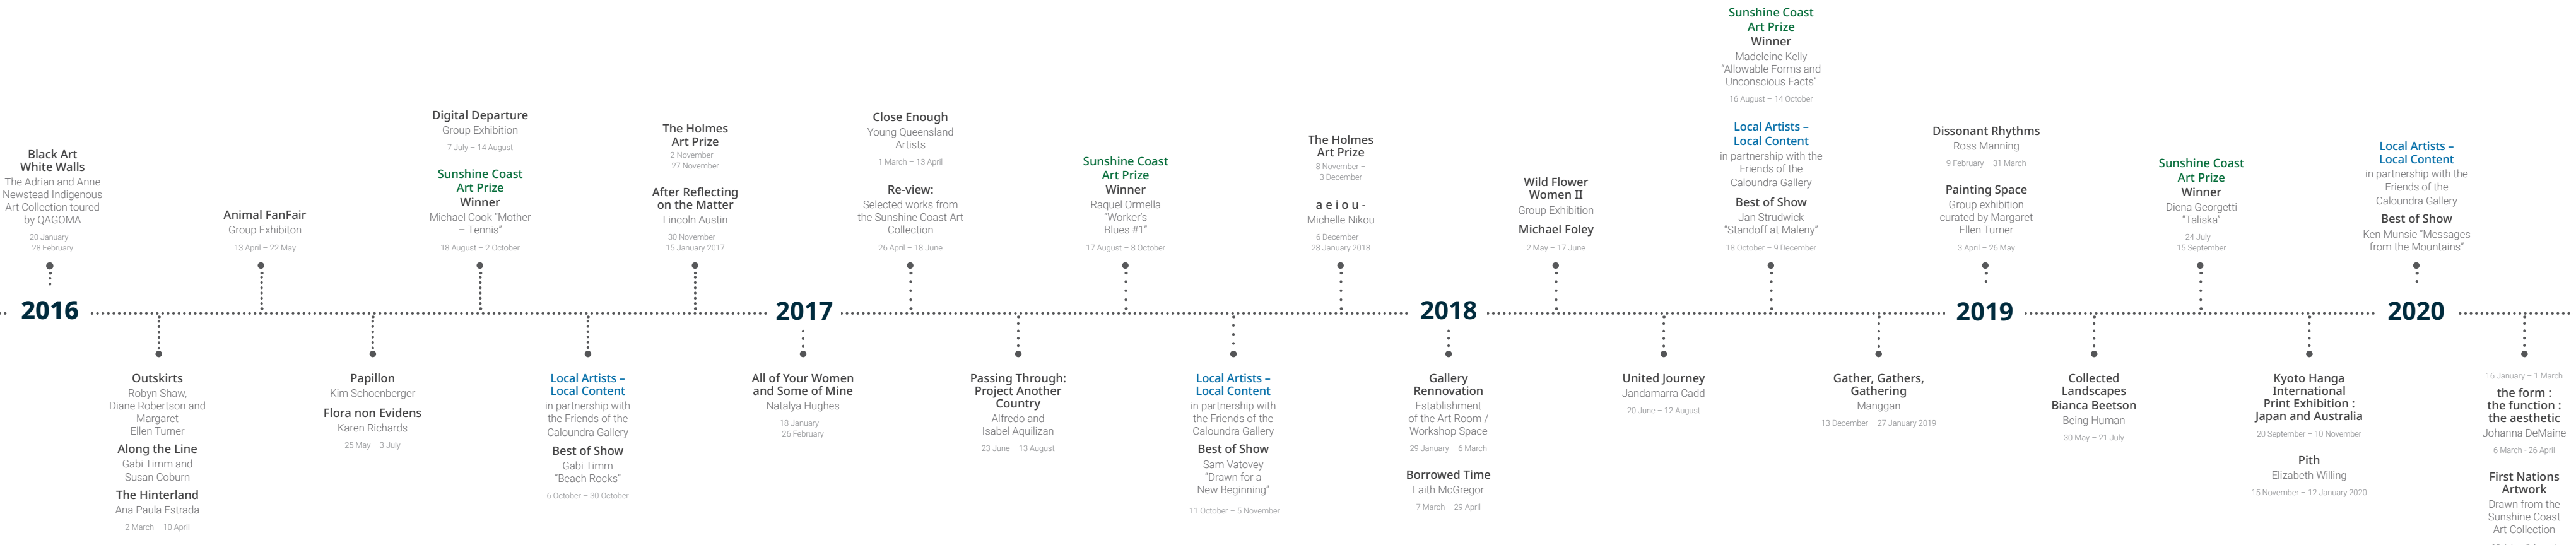 Black Art
White Walls
The Adrian and Anne
Newstead Indigenous
Art Collection toured
by QAGOMA
20 January –
28 February
2016
Outskirts
Robyn Shaw,
Diane Robertson and
Margaret
Ellen Turner
Along the Line
Gabi Timm and
Susan Coburn
The Hinterland
Ana Paula Estrada
2 March – 10 April
Animal FanFair
Group Exhibiton
13 April – 22 May
Papillon
Kim Schoenberger
Flora non Evidens
Karen Richards
25 May – 3 July
Digital Departure
Group Exhibition
7 July – 14 August
Sunshine Coast
Art Prize
Winner
Michael Cook “Mother
– Tennis”
18 August – 2 October
Local Artists –
Local Content
in partnership with
the Friends of the
Caloundra Gallery
Best of Show
Gabi Timm
“Beach Rocks”
6 October – 30 October
The Holmes
Art Prize
2 November –
27 November
After Reflecting
on the Matter
Lincoln Austin
30 November –
15 January 2017
2017
All of Your Women
and Some of Mine
Natalya Hughes
18 January –
26 February
Close Enough
Young Queensland
Artists
1 March – 13 April
Re-view:
Selected works from
the Sunshine Coast Art
Collection
26 April – 18 June
Passing Through:
Project Another
Country
Alfredo and
Isabel Aquilizan
23 June – 13 August
Sunshine Coast
Art Prize
Winner
Raquel Ormella
“Worker’s
Blues #1”
17 August – 8 October
Local Artists –
Local Content
in partnership with
the Friends of the
Caloundra Gallery
Best of Show
Sam Vatovey
“Drawn for a
New Beginning”
11 October – 5 November
The Holmes
Art Prize
8 November –
3 December
a e i o u -
Michelle Nikou
6 December –
28 January 2018
2018
Gallery
Rennovation
Establishment
of the Art Room /
Workshop Space
29 January – 6 March
Borrowed Time
Laith McGregor
7 March – 29 April
Wild Flower
Women II
Group Exhibition
Michael Foley
2 May – 17 June
United Journey
Jandamarra Cadd
20 June – 12 August
Sunshine Coast
Art Prize
Winner
Madeleine Kelly
“Allowable Forms and
Unconscious Facts”
16 August – 14 October
Local Artists –
Local Content
in partnership with the
Friends of the
Caloundra Gallery
Best of Show
Jan Strudwick
“Standoff at Maleny”
18 October – 9 December
Gather, Gathers,
Gathering
Manggan
13 December – 27 January 2019
2019
Dissonant Rhythms
Ross Manning
9 February – 31 March
Painting Space
Group exhibition
curated by Margaret
Ellen Turner
3 April – 26 May
Collected
Landscapes
Bianca Beetson
Being Human
30 May – 21 July
Sunshine Coast
Art Prize
Winner
Diena Georgetti
“Taliska”
24 July –
15 September
Kyoto Hanga
International
Print Exhibition :
Japan and Australia
20 September – 10 November
Pith
Elizabeth Willing
15 November – 12 January 2020
Local Artists –
Local Content
in partnership with the
Friends of the
Caloundra Gallery
Best of Show
Ken Munsie “Messages
from the Mountains”
2020
16 January – 1 March
the form :
the function :
the aesthetic
Johanna DeMaine
6 March - 26 April
First Nations
Artwork
Drawn from the
Sunshine Coast
Art Collection